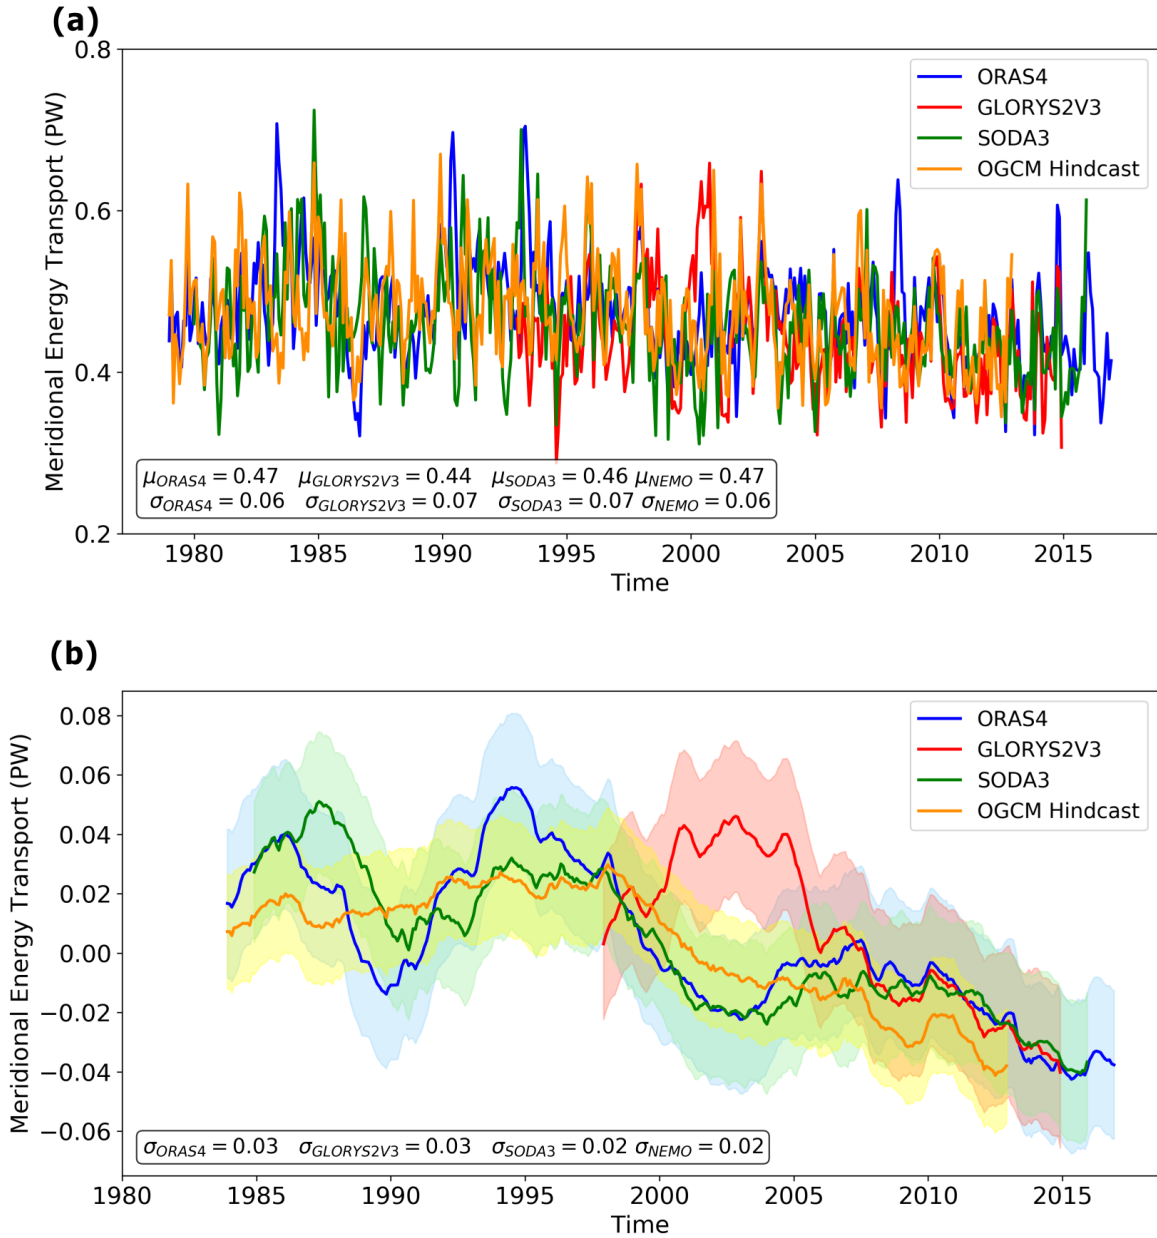 (a)
Meridional Energy Transport (PW)
0.8
0.6
0.4
0.2
ORAS4
GLORYS2V3
SODA3
OGCM Hindcast
μORAS4 = 0.47 μGLORYS2V3 = 0.44 μSODA3 = 0.46 μNEMO = 0.47
σORAS4 = 0.06 σGLORYS2V3 = 0.07 σSODA3 = 0.07 σNEMO = 0.06
1980 1985 1990 1995 2000 2005 2010 2015
Time
(b)
Meridional Energy Transport (PW)
0.08
0.06
0.04
0.02
0.00
−0.02
−0.04
−0.06
ORAS4
GLORYS2V3
SODA3
OGCM Hindcast
σORAS4 = 0.03 σGLORYS2V3 = 0.03 σSODA3 = 0.02 σNEMO = 0.02
1980 1985 1990 1995 2000 2005 2010 2015
Time